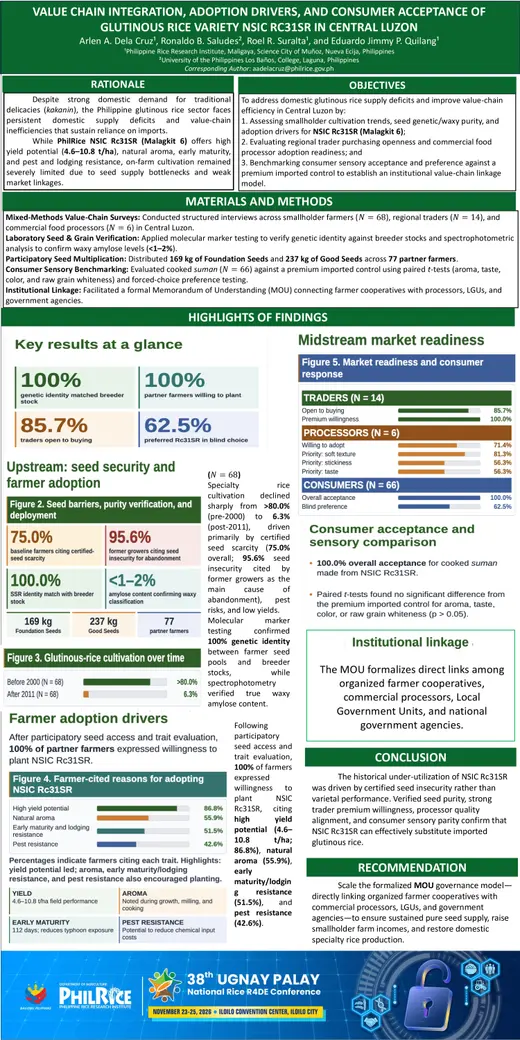 VALUE CHAIN INTEGRATION, ADOPTION DRIVERS, AND CONSUMER ACCEPTANCE OF
GLUTINOUS RICE VARIETY NSIC Rc31SR IN CENTRAL LUZON
Arlen A. Dela Cruz¹, Ronaldo B. Saludes², Roel R. Suralta¹, and Eduardo Jimmy P. Quilang¹
¹Philippine Rice Research Institute, Maligaya, Science City of Muñoz, Nueva Ecija, Philippines
²University of the Philippines Los Baños, College, Laguna, Philippines
Corresponding Author: aadelacruz@philrice.gov.ph
RATIONALE
Despite strong domestic demand for traditional
delicacies (kakanin), the Philippine glutinous rice sector faces
persistent domestic supply deficits and value-chain
inefficiencies that sustain reliance on imports.
While PhilRice NSIC Rc31SR (Malagkit 6) offers high
yield potential (4.6–10.8 t/ha), natural aroma, early maturity,
and pest and lodging resistance, on-farm cultivation remained
severely limited due to seed supply bottlenecks and weak
market linkages.
OBJECTIVES
To address domestic glutinous rice supply deficits and improve value-chain
efficiency in Central Luzon by:
1. Assessing smallholder cultivation trends, seed genetic/waxy purity, and
adoption drivers for NSIC Rc31SR (Malagkit 6);
2. Evaluating regional trader purchasing openness and commercial food
processor adoption readiness; and
3. Benchmarking consumer sensory acceptance and preference against a
premium imported control to establish an institutional value-chain linkage
model.
MATERIALS AND METHODS
Mixed-Methods Value-Chain Surveys: Conducted structured interviews across smallholder farmers (N = 68), regional traders (N = 14), and
commercial food processors (N = 6) in Central Luzon.
Laboratory Seed & Grain Verification: Applied molecular marker testing to verify genetic identity against breeder stocks and spectrophotometric
analysis to confirm waxy amylose levels (<1–2%).
Participatory Seed Multiplication: Distributed 169 kg of Foundation Seeds and 237 kg of Good Seeds across 77 partner farmers.
Consumer Sensory Benchmarking: Evaluated cooked suman (N = 66) against a premium imported control using paired t-tests (aroma, taste,
color, and raw grain whiteness) and forced-choice preference testing.
Institutional Linkage: Facilitated a formal Memorandum of Understanding (MOU) connecting farmer cooperatives with processors, LGUs, and
government agencies.
HIGHLIGHTS OF FINDINGS
Key results at a glance
100%
genetic identity matched breeder
stock
100%
partner farmers willing to plant
85.7%
traders open to buying
62.5%
preferred Rc31SR in blind choice
Upstream: seed security and
farmer adoption
Figure 2. Seed barriers, purity verification, and
deployment
75.0%
baseline farmers citing certified-
seed scarcity
95.6%
former growers citing seed
insecurity for abandonment
100.0%
SSR identity match with breeder
stock
<1–2%
amylose content confirming waxy
classification
169 kg
Foundation Seeds
237 kg
Good Seeds
77
partner farmers
Figure 3. Glutinous-rice cultivation over time
Before 2000 (N = 68) >80.0%
After 2011 (N = 68) 6.3%
(N = 68)
Specialty rice
cultivation declined
sharply from >80.0%
(pre-2000) to 6.3%
(post-2011), driven
primarily by certified
seed scarcity (75.0%
overall; 95.6% seed
insecurity cited by
former growers as the
main cause of
abandonment), pest
risks, and low yields.
Molecular marker
testing confirmed
100% genetic identity
between farmer seed
pools and breeder
stocks, while
spectrophotometry
verified true waxy
amylose content.
Farmer adoption drivers
After participatory seed access and trait evaluation,
100% of partner farmers expressed willingness to
plant NSIC Rc31SR.
Figure 4. Farmer-cited reasons for adopting
NSIC Rc31SR
High yield potential 86.8%
Natural aroma 55.9%
Early maturity and lodging
resistance 51.5%
Pest resistance 42.6%
Percentages indicate farmers citing each trait. Highlights:
yield potential led; aroma, early maturity/lodging
resistance, and pest resistance also encouraged planting.
YIELD
4.6–10.8 t/ha field performance
AROMA
Noted during growth, milling, and
cooking
EARLY MATURITY
112 days; reduces typhoon exposure
PEST RESISTANCE
Potential to reduce chemical input
costs
Following
participatory
seed access and
trait evaluation,
100% of farmers
expressed
willingness to
plant NSIC
Rc31SR, citing
high yield
potential (4.6–
10.8 t/ha;
86.8%), natural
aroma (55.9%),
early
maturity/lodgin
g resistance
(51.5%), and
pest resistance
(42.6%).
Midstream market readiness
Figure 5. Market readiness and consumer
response
TRADERS (N = 14)
Open to buying 85.7%
Premium willingness 100.0%
PROCESSORS (N = 6)
Willing to adopt 71.4%
Priority: soft texture 81.3%
Priority: stickiness 56.3%
Priority: taste 56.3%
CONSUMERS (N = 66)
Overall acceptance 100.0%
Blind preference 62.5%
Consumer acceptance and
sensory comparison
• 100.0% overall acceptance for cooked suman
made from NSIC Rc31SR.
• Paired t-tests found no significant difference from
the premium imported control for aroma, taste,
color, or raw grain whiteness (p > 0.05).
Institutional linkage
The MOU formalizes direct links among
organized farmer cooperatives,
commercial processors, Local
Government Units, and national
government agencies.
CONCLUSION
The historical under-utilization of NSIC Rc31SR
was driven by certified seed insecurity rather than
varietal performance. Verified seed purity, strong
trader premium willingness, processor quality
alignment, and consumer sensory parity confirm that
NSIC Rc31SR can effectively substitute imported
glutinous rice.
RECOMMENDATION
Scale the formalized MOU governance model—
directly linking organized farmer cooperatives with
commercial processors, LGUs, and government
agencies—to ensure sustained pure seed supply, raise
smallholder farm incomes, and restore domestic
specialty rice production.
DEPARTMENT OF AGRICULTURE
PHILRICE
PHILIPPINE RICE RESEARCH INSTITUTE
38th UGNAY PALAY
National Rice R4DE Conference
NOVEMBER 23-25, 2026 • ILOILO CONVENTION CENTER, ILOILO CITY